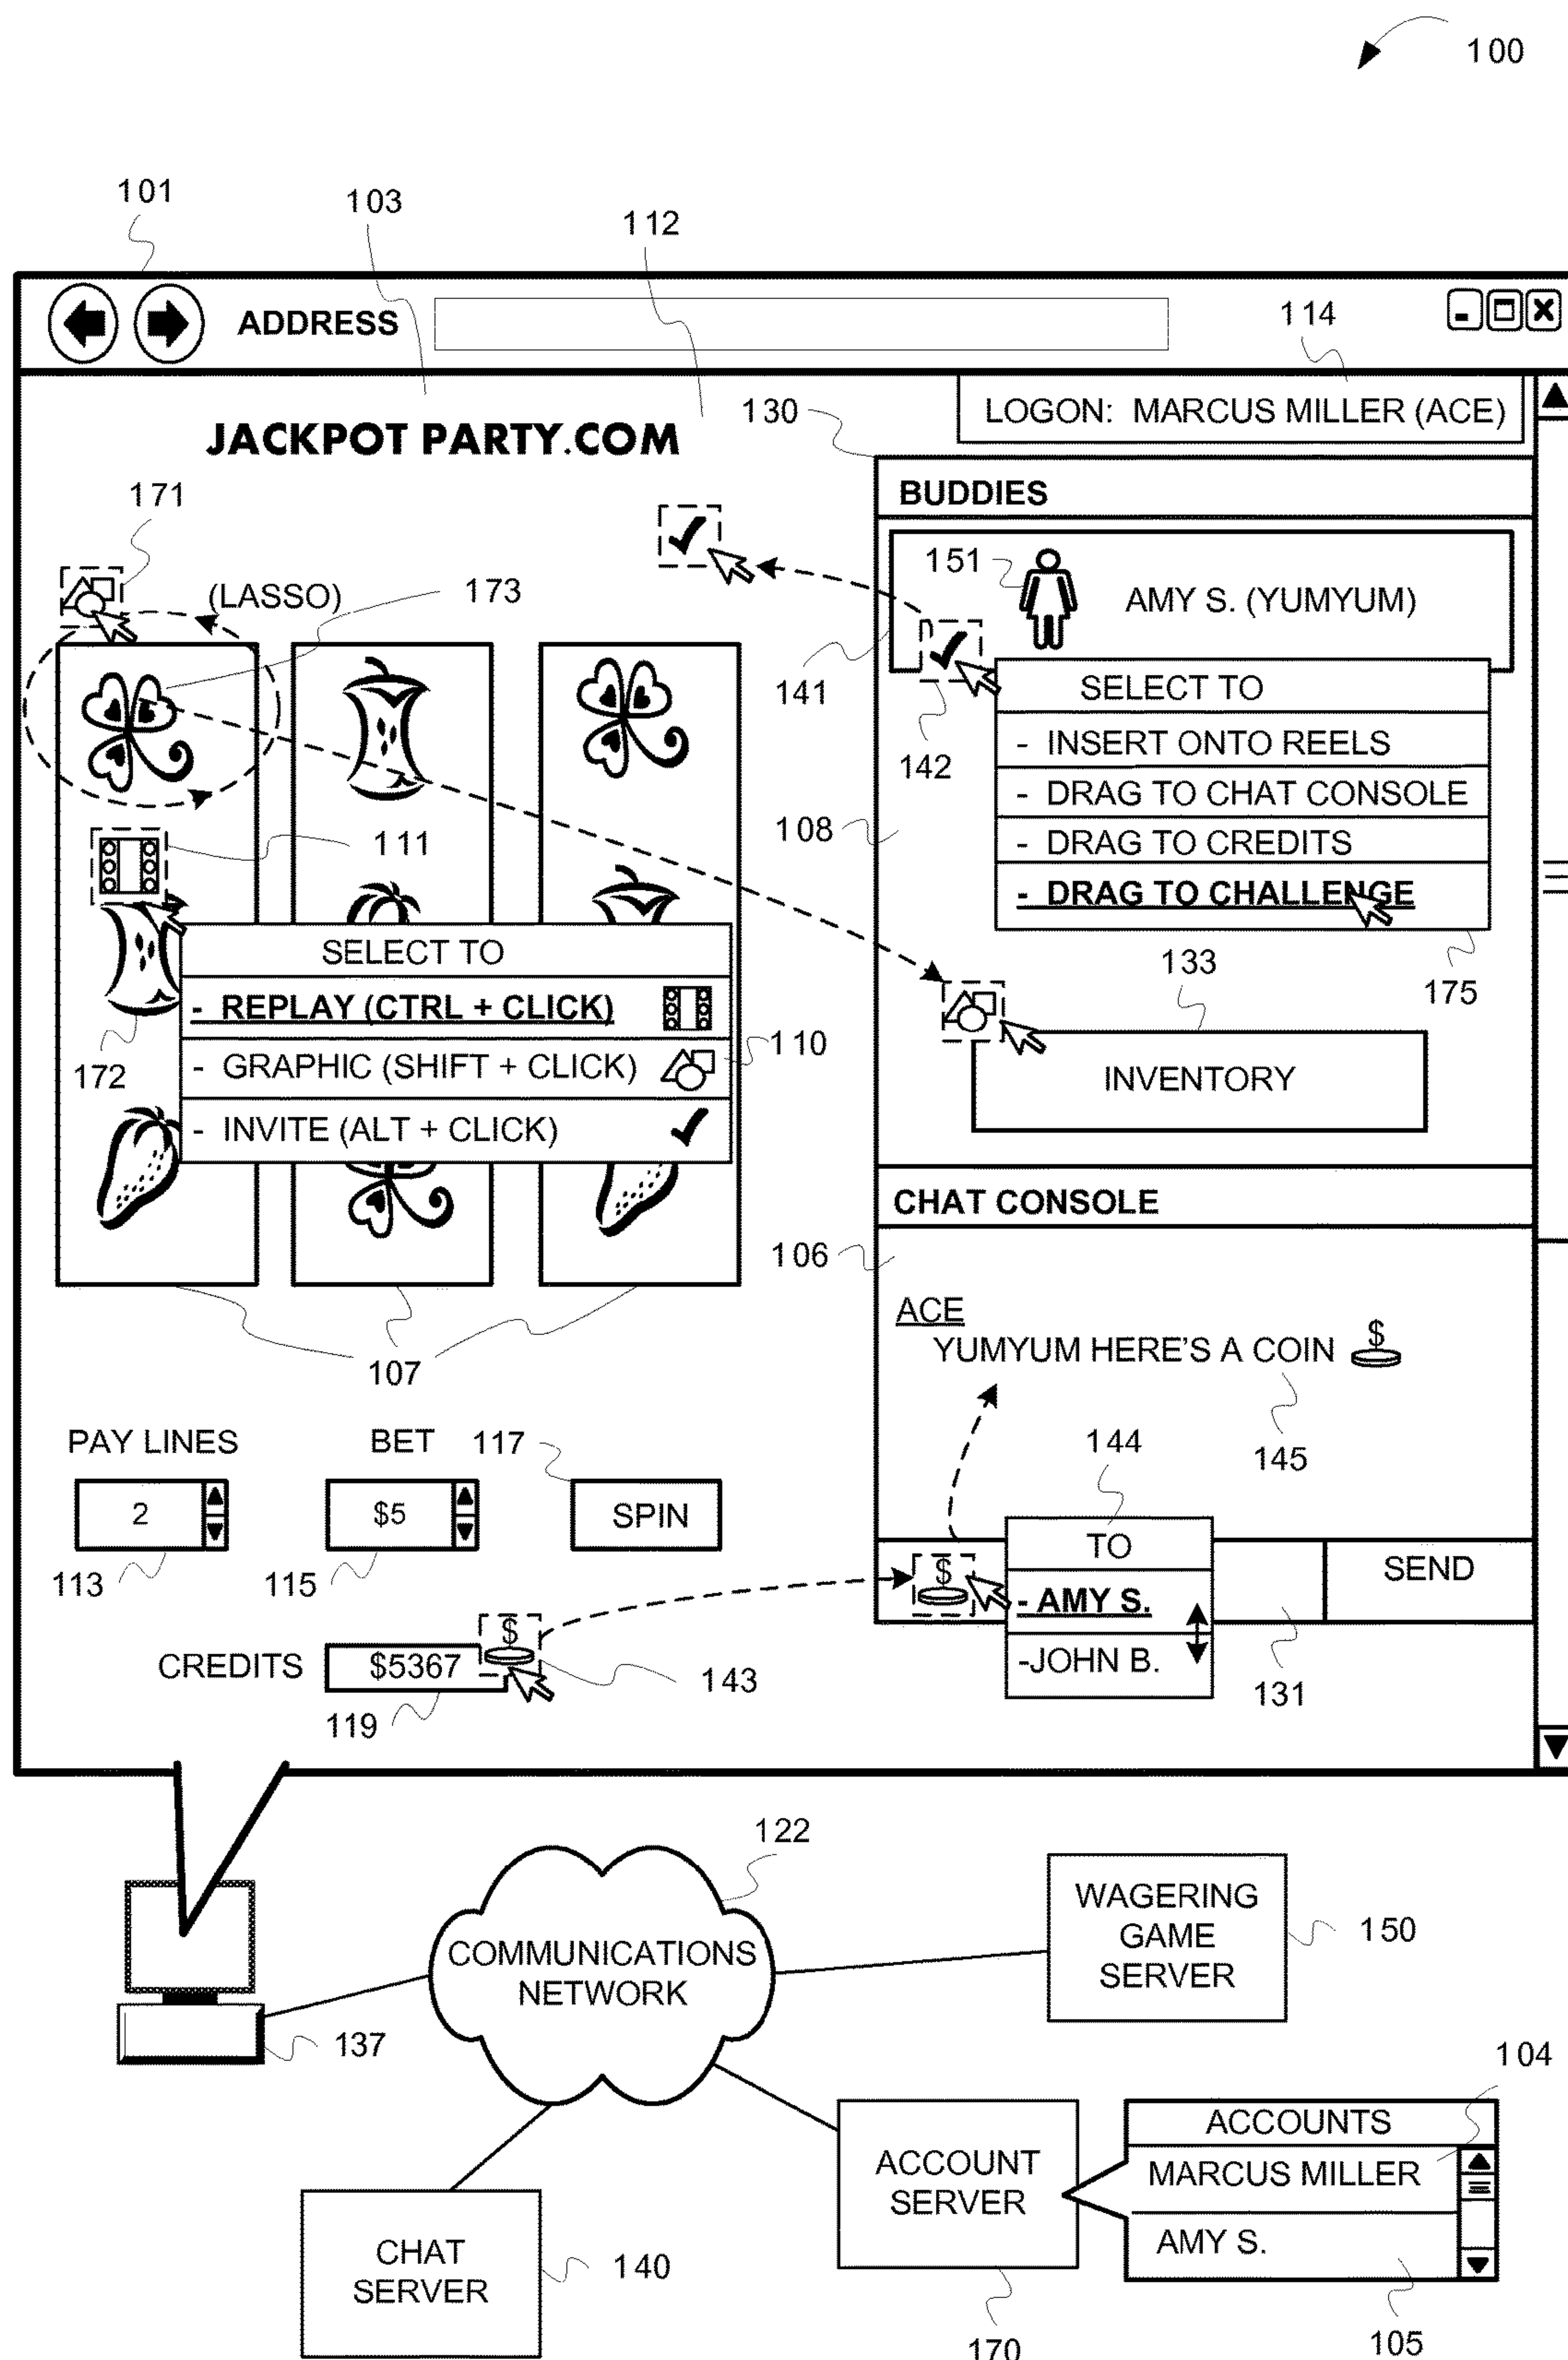 100
101
103
112
ADDRESS
114
JACKPOT PARTY.COM
130
LOGON: MARCUS MILLER (ACE)
BUDDIES
171
(LASSO)
173
151
AMY S. (YUMYUM)
141
142
SELECT TO
- INSERT ONTO REELS
- DRAG TO CHAT CONSOLE
- DRAG TO CREDITS
- DRAG TO CHALLENGE
108
111
133
175
SELECT TO
- REPLAY (CTRL + CLICK)
- GRAPHIC (SHIFT + CLICK)
- INVITE (ALT + CLICK)
110
172
INVENTORY
CHAT CONSOLE
106
ACE
YUMYUM HERE'S A COIN $
107
145
PAY LINES
BET
117
144
2
$5
SPIN
113
115
TO
- AMY S.
-JOHN B.
$
SEND
131
CREDITS
$5367
$
143
119
122
COMMUNICATIONS
NETWORK
WAGERING
GAME
SERVER
150
137
104
ACCOUNTS
MARCUS MILLER
AMY S.
ACCOUNT
SERVER
CHAT
SERVER
140
170
105